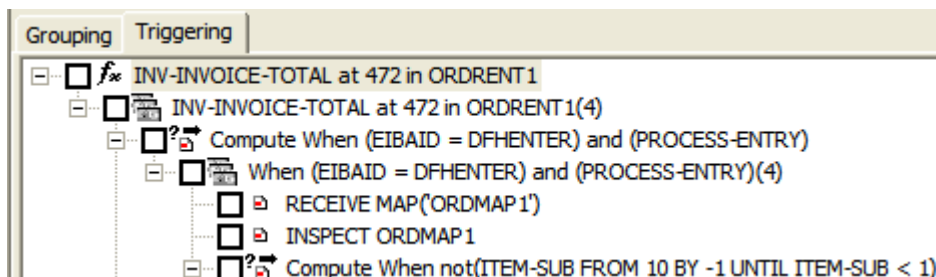 Grouping Triggering
fx INV-INVOICE-TOTAL at 472 in ORDRENT1
INV-INVOICE-TOTAL at 472 in ORDRENT1(4)
? Compute When (EIBAID = DFHENTER) and (PROCESS-ENTRY)
When (EIBAID = DFHENTER) and (PROCESS-ENTRY)(4)
RECEIVE MAP('ORDMAP1')
INSPECT ORDMAP1
? Compute When not(ITEM-SUB FROM 10 BY -1 UNTIL ITEM-SUB < 1)